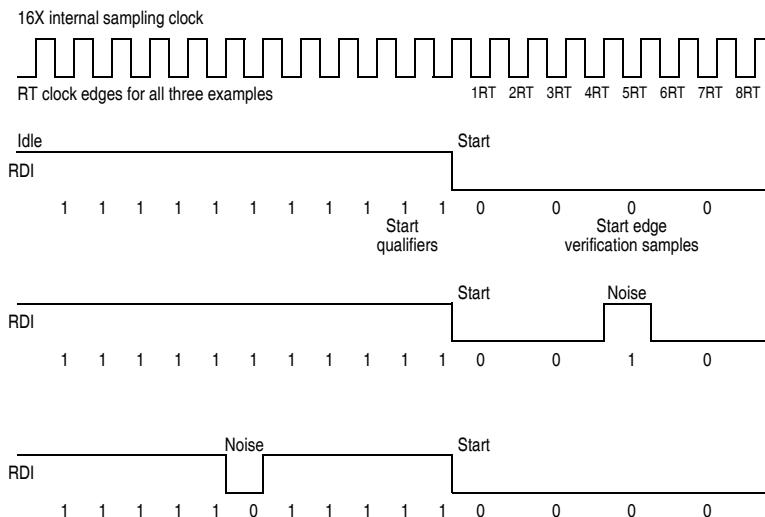 16X internal sampling clock
1RT 2RT 3RT 4RT 5RT 6RT 7RT 8RT
RT clock edges for all three examples
Idle
Start
RDI
1 1 1 1 1 1 1 1 1 1 1 0 0 0 0
Start
qualifiers
Start edge
verification samples
Start
Noise
RDI
1 1 1 1 1 1 1 1 1 1 1 0 0 1 0
Noise
Start
RDI
1 1 1 1 1 0 1 1 1 1 1 0 0 0 0